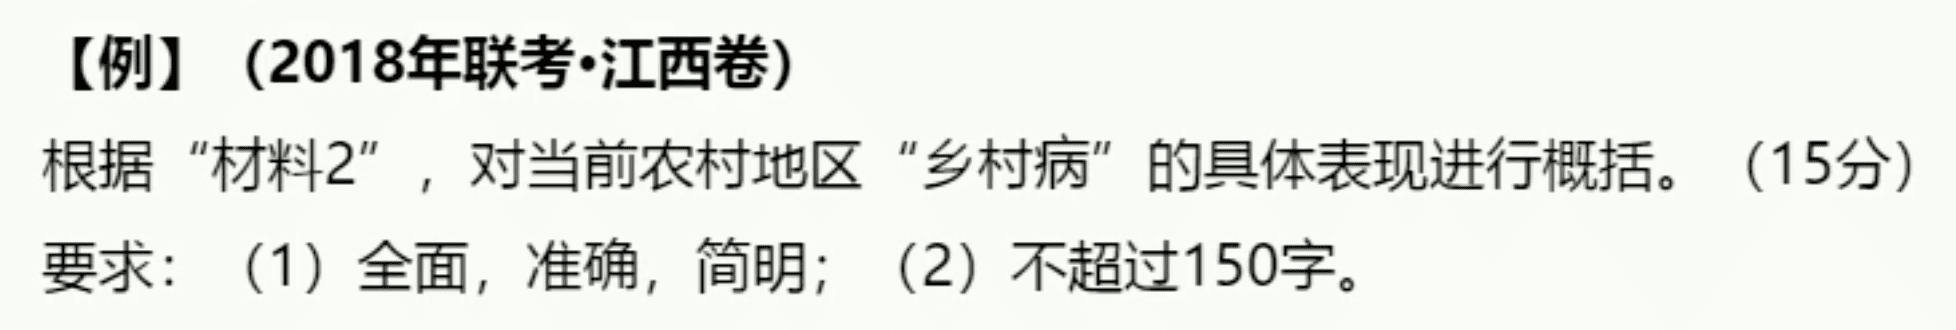 【例】（2018年联考•江西卷）
根据“材料2”，对当前农村地区“乡村病”的具体表现进行概括。（15分）
要求：（1）全面，准确，简明；（2）不超过150字。